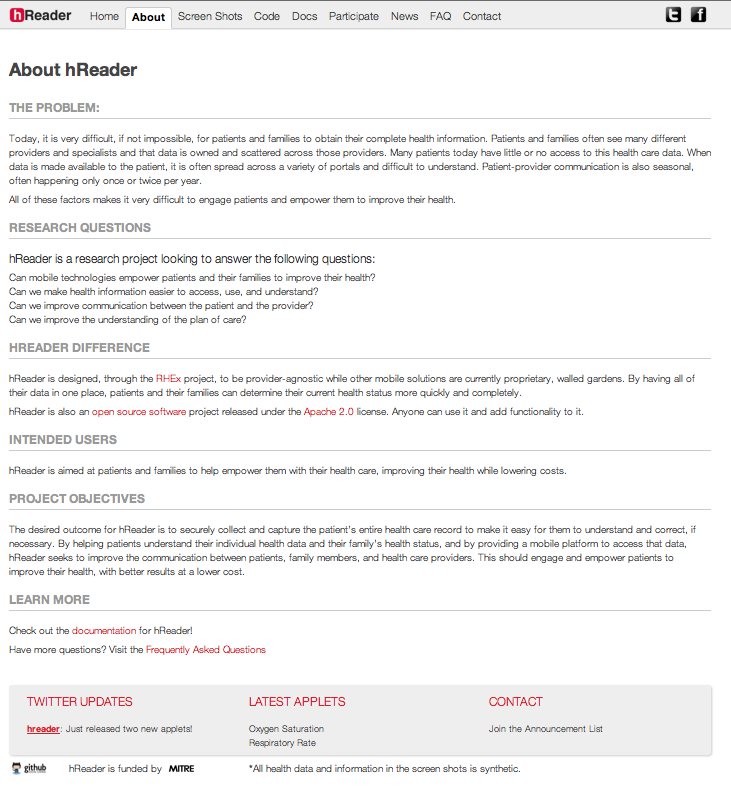 hReader Home About Screen Shots Code Docs Participate News FAQ Contact
About hReader
THE PROBLEM:
Today, it is very difficult, if not impossible, for patients and families to obtain their complete health information. Patients and families often see many different
providers and specialists and that data is owned and scattered across those providers. Many patients today have little or no access to this health care data. When
data is made available to the patient, it is often spread across a variety of portals and difficult to understand. Patient-provider communication is also seasonal,
often happening only once or twice per year.
All of these factors makes it very difficult to engage patients and empower them to improve their health.
RESEARCH QUESTIONS
hReader is a research project looking to answer the following questions:
Can mobile technologies empower patients and their families to improve their health?
Can we make health information easier to access, use, and understand?
Can we improve communication between the patient and the provider?
Can we improve the understanding of the plan of care?
HREADER DIFFERENCE
hReader is designed, through the RHEx project, to be provider-agnostic while other mobile solutions are currently proprietary, walled gardens. By having all of
their data in one place, patients and their families can determine their current health status more quickly and completely.
hReader is also an open source software project released under the Apache 2.0 license. Anyone can use it and add functionality to it.
INTENDED USERS
hReader is aimed at patients and families to help empower them with their health care, improving their health while lowering costs.
PROJECT OBJECTIVES
The desired outcome for hReader is to securely collect and capture the patient's entire health care record to make it easy for them to understand and correct, if
necessary. By helping patients understand their individual health data and their family's health status, and by providing a mobile platform to access that data,
hReader seeks to improve the communication between patients, family members, and health care providers. This should engage and empower patients to
improve their health, with better results at a lower cost.
LEARN MORE
Check out the documentation for hReader!
Have more questions? Visit the Frequently Asked Questions
TWITTER UPDATES LATEST APPLETS CONTACT
hreader: Just released two new applets! Oxygen Saturation Join the Announcement List
Respiratory Rate
github hReader is funded by MITRE *All health data and information in the screen shots is synthetic.